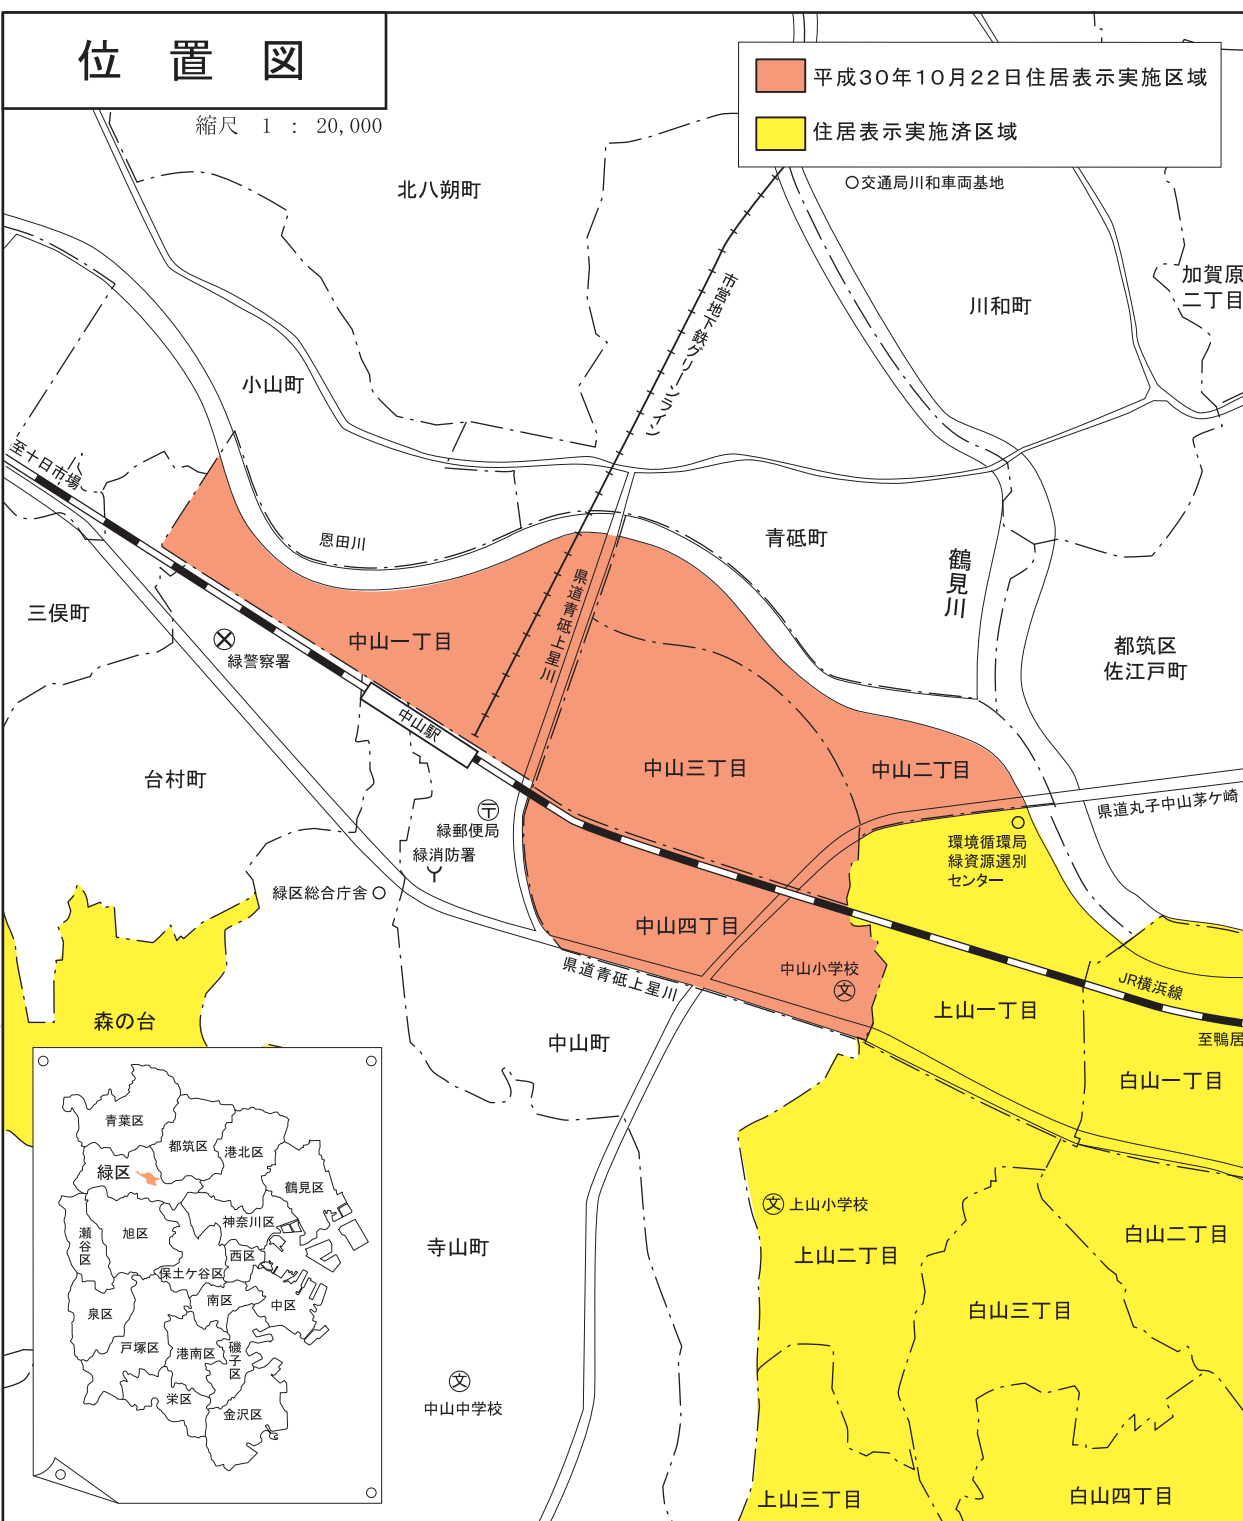 位置図
縮尺 1 : 20,000
平成30年10月22日住居表示実施区域
住居表示実施済区域
交通局川和車両基地
北八朔町
加賀原
二丁目
川和町
市営地下鉄グリーンライン
小山町
至十日市場
恩田川
青砥町
鶴見川
県道青砥上星川
三保町
中山一丁目
緑警察署
都筑区
佐江戸町
中山駅
中山三丁目
中山二丁目
台村町
県道丸子中山茅ケ崎
緑郵便局
緑消防署
環境循環局
緑資源選別
センター
緑区総合庁舎
中山四丁目
中山小学校
文
県道青砥上星川
JR横浜線
上山一丁目
森の台
至鴨居
中山町
白山一丁目
青葉区
都筑区
港北区
緑区
鶴見区
神奈川区
瀬谷区
旭区
西区
保土ケ谷区
南区
中区
泉区
戸塚区
港南区
磯子区
栄区
金沢区
文
上山小学校
寺山町
上山二丁目
白山二丁目
白山三丁目
文
中山中学校
上山三丁目
白山四丁目